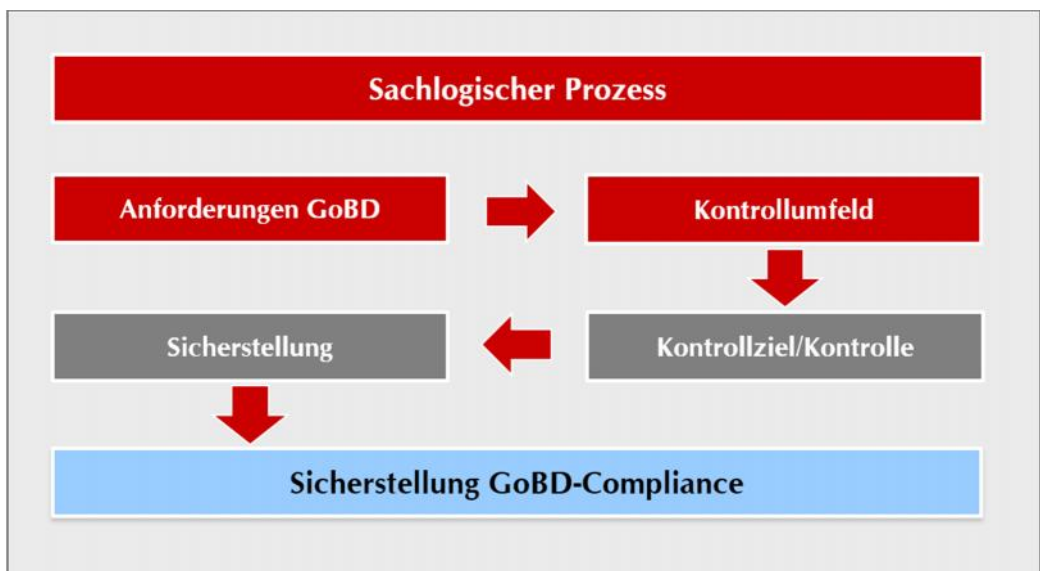 Sachlogischer Prozess
Anforderungen GoBD
Kontrollumfeld
Sicherstellung
Kontrollziel/Kontrolle
Sicherstellung GoBD-Compliance